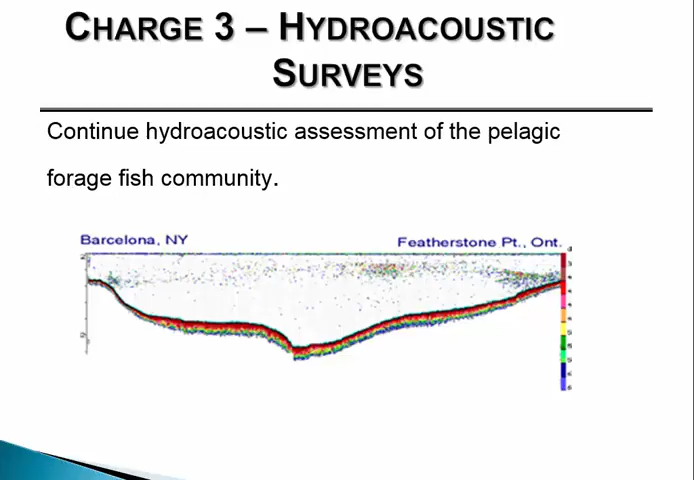 CHARGE 3 – HYDROACOUSTIC
SURVEYS
Continue hydroacoustic assessment of the pelagic
forage fish community.
Barcelona, NY
Featherstone Pt., Ont.